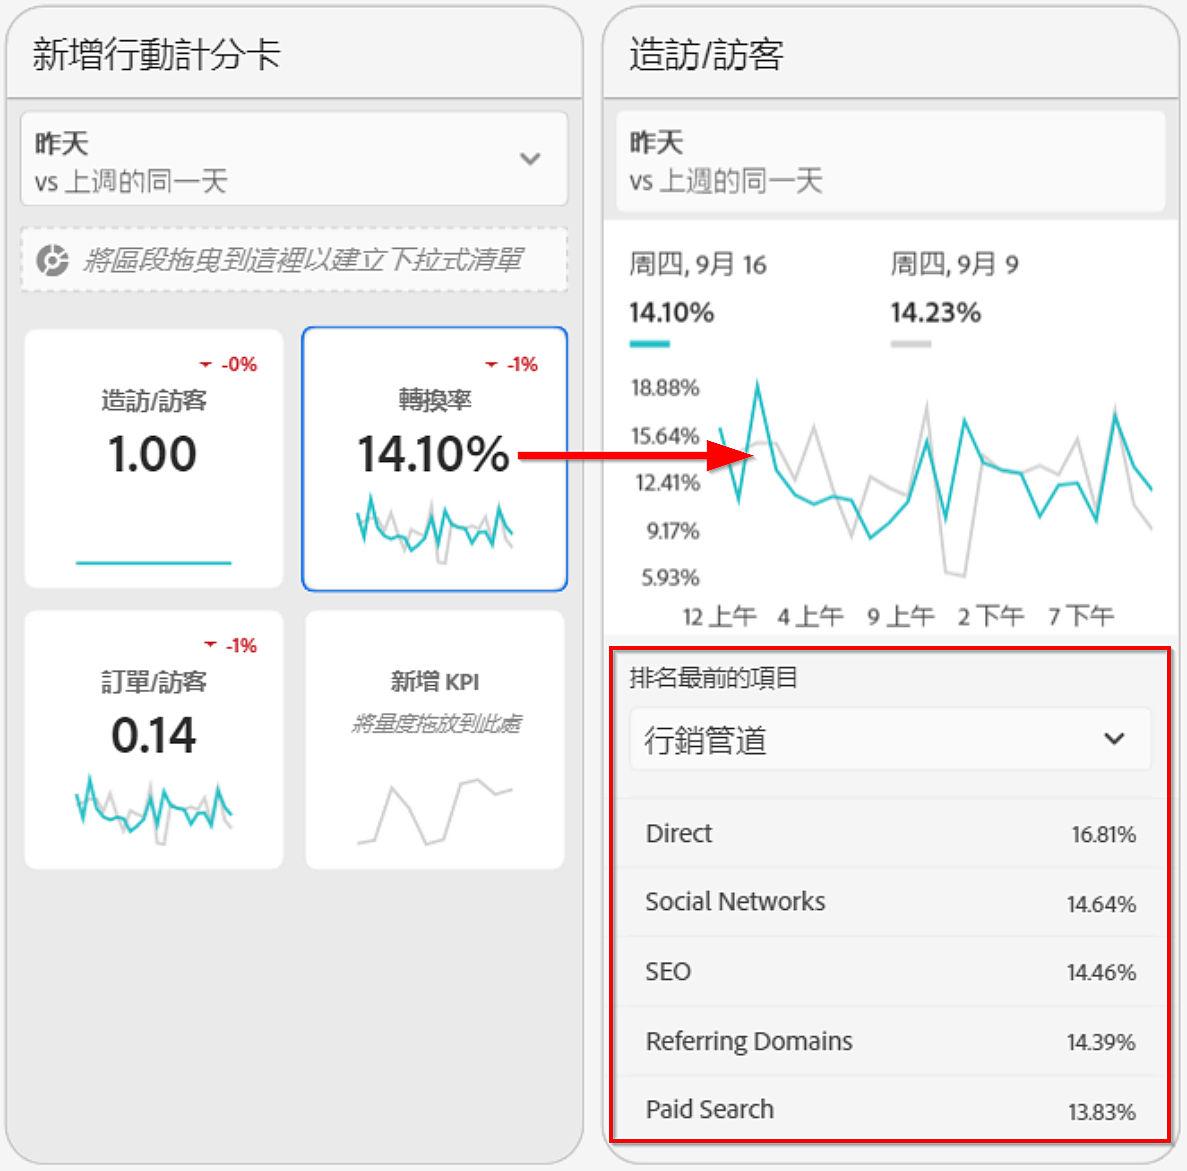 新增行動計分卡
昨天
vs 上週的同一天
將區段拖曳到這裡以建立下拉式清單
-0%
造訪/訪客
1.00
-1%
轉換率
14.10%
-1%
訂單/訪客
0.14
新增 KPI
將量度拖放到此處
造訪/訪客
昨天
vs 上週的同一天
周四, 9月 16
周四, 9月 9
14.10%
14.23%
18.88%
15.64%
12.41%
9.17%
5.93%
12 上午 4 上午 9 上午 2 下午 7 下午
排名最前的項目
行銷管道
Direct 16.81%
Social Networks 14.64%
SEO 14.46%
Referring Domains 14.39%
Paid Search 13.83%